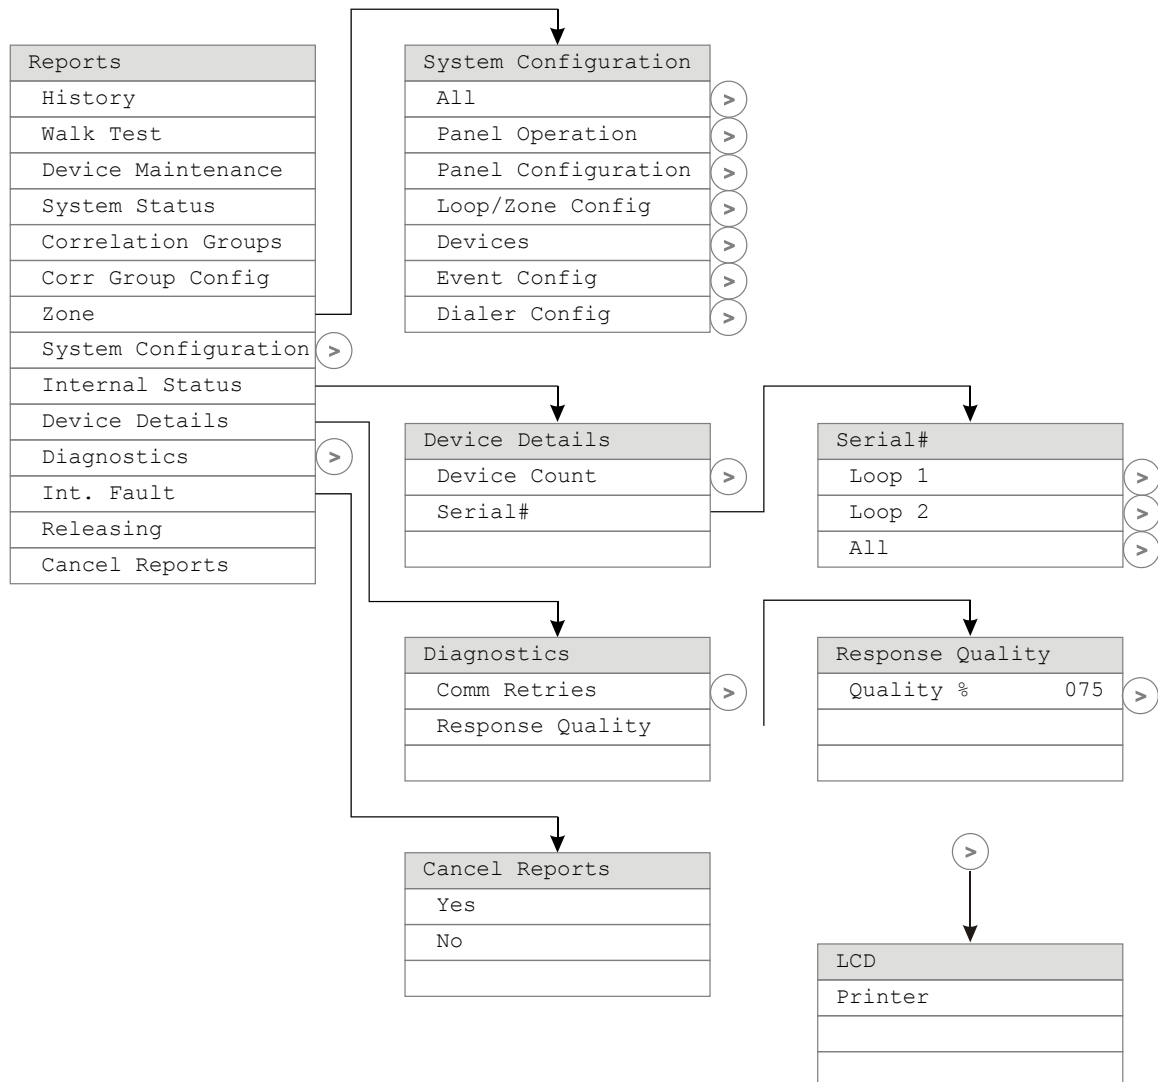 Reports
History
Walk Test
Device Maintenance
System Status
Correlation Groups
Corr Group Config
Zone
System Configuration >
Internal Status
Device Details
Diagnostics >
Int. Fault
Releasing
Cancel Reports
System Configuration
All >
Panel Operation >
Panel Configuration >
Loop/Zone Config >
Devices >
Event Config >
Dialer Config >
Device Details
Device Count >
Serial#
Serial#
Loop 1 >
Loop 2 >
All >
Diagnostics
Comm Retries >
Response Quality
Response Quality
Quality % 075 >
Cancel Reports
Yes
No
>
LCD
Printer